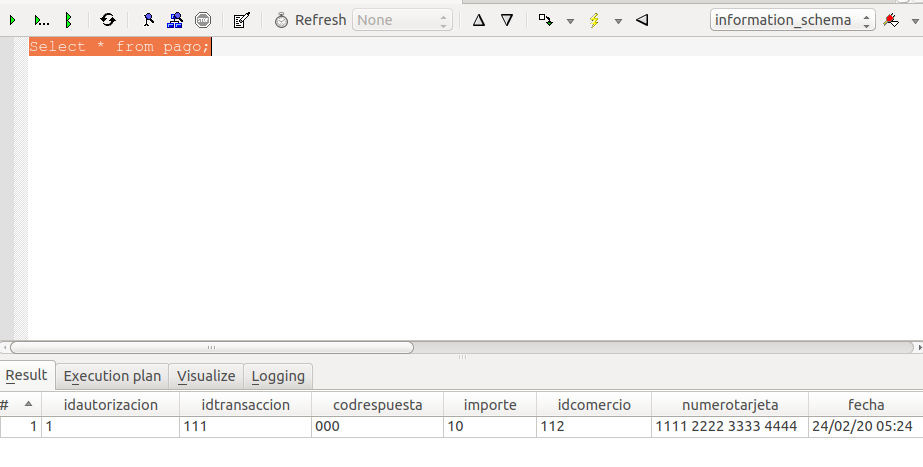 Refresh None information_schema
Select * from pago;
Result Execution plan Visualize Logging
# idautorizacion idtransaccion codrespuesta importe idcomercio numerotarjeta fecha
1 1 111 000 10 112 1111 2222 3333 4444 24/02/20 05:24